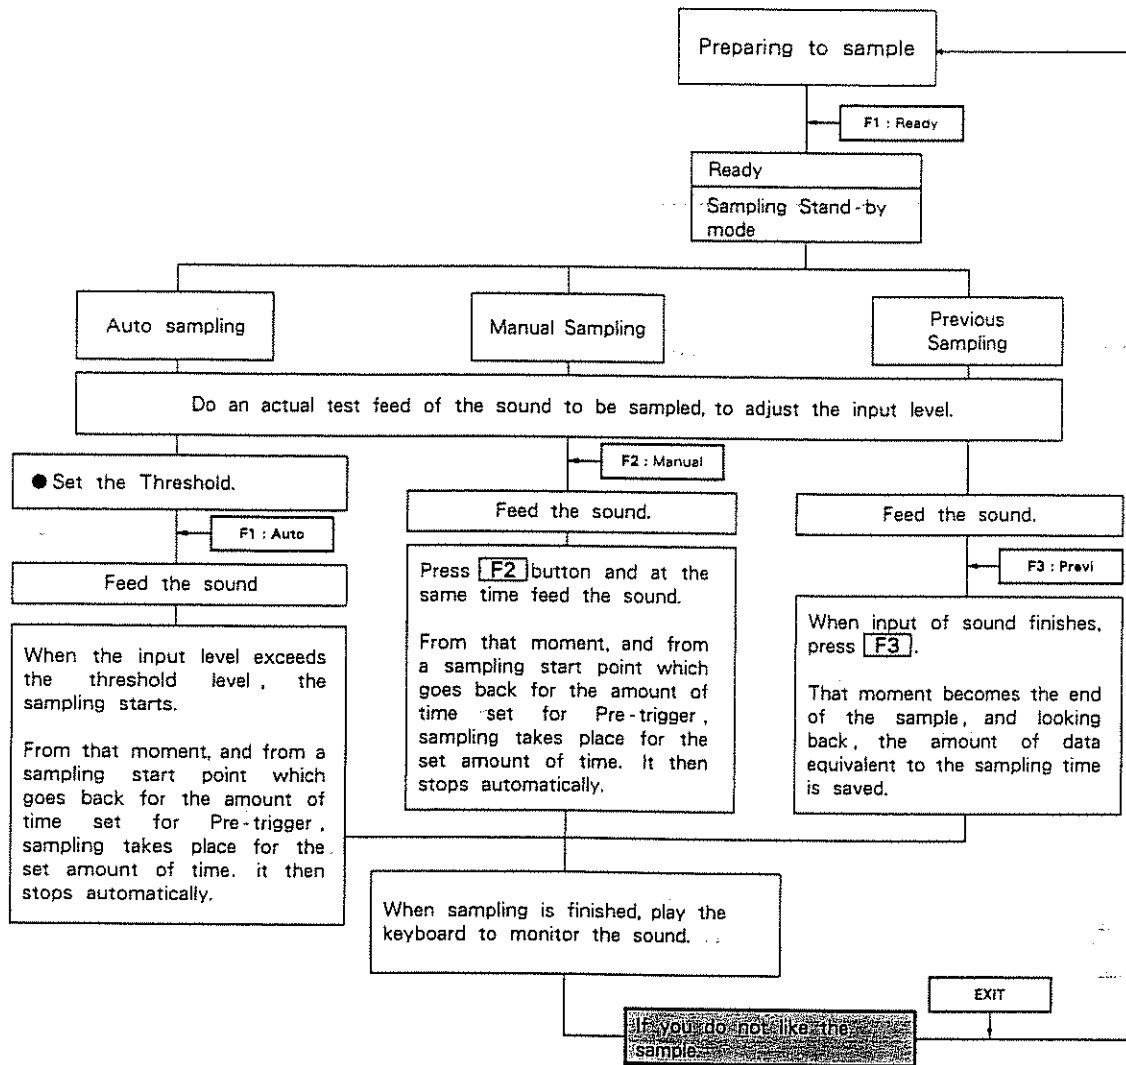 Preparing to sample
F1 : Ready
Ready
Sampling Stand-by
mode
Auto sampling
Manual Sampling
Previous
Sampling
Do an actual test feed of the sound to be sampled, to adjust the input level.
● Set the Threshold.
F1 : Auto
Feed the sound
When the input level exceeds
the threshold level, the
sampling starts.
From that moment, and from a
sampling start point which
goes back for the amount of
time set for Pre-trigger,
sampling takes place for the
set amount of time. it then
stops automatically.
F2 : Manual
Feed the sound.
Press F2 button and at the
same time feed the sound.
From that moment, and from
a sampling start point which
goes back for the amount of
time set for Pre-trigger,
sampling takes place for the
set amount of time. It then
stops automatically.
Feed the sound.
F3 : Previ
When input of sound finishes,
press F3.
That moment becomes the end
of the sample, and looking
back, the amount of data
equivalent to the sampling time
is saved.
When sampling is finished, play the
keyboard to monitor the sound.
If you do not like the
sample.
EXIT